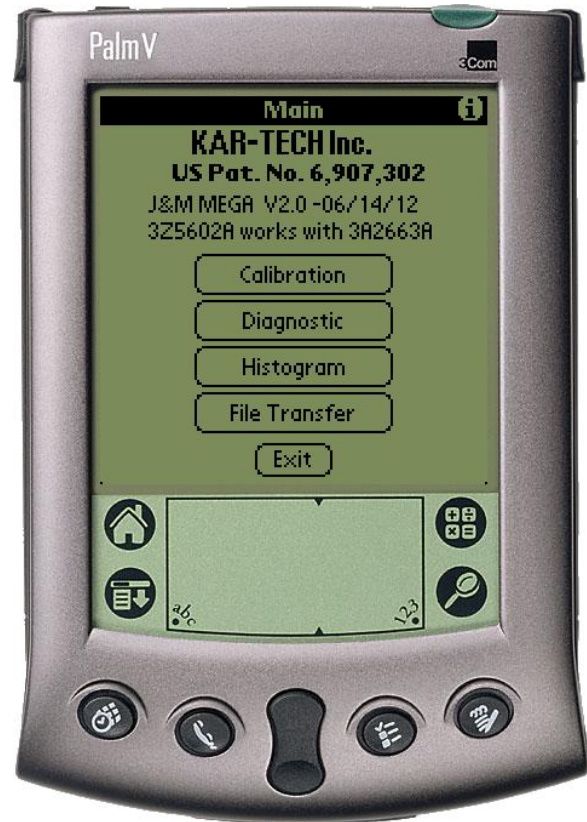 PalmV
3Com
Main
i
KAR-TECH Inc.
US Pat. No. 6,907,302
J&M MEGA V2.0 -06/14/12
3Z5602A works with 3A2663A
Calibration
Diagnostic
Histogram
File Transfer
Exit
abc
123